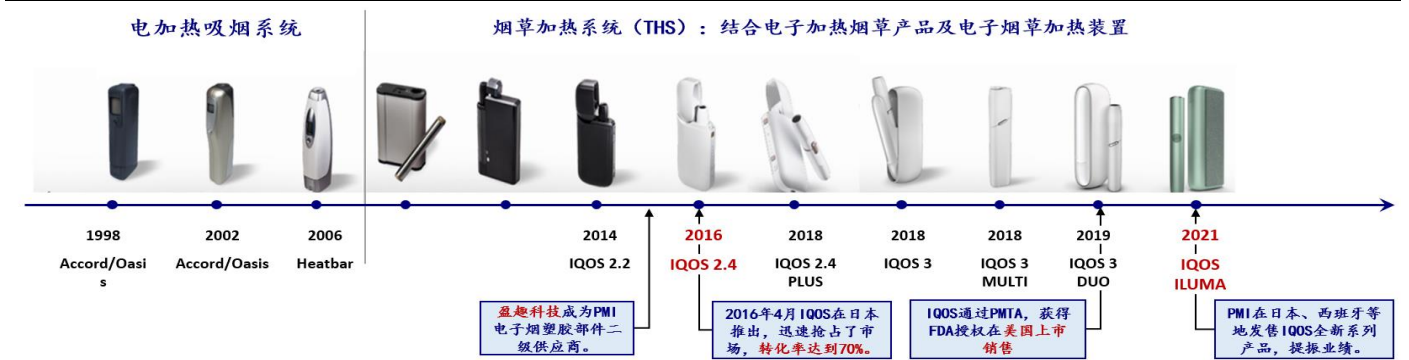 电加热吸烟系统
烟草加热系统（THS）：结合电子加热烟草产品及电子烟草加热装置
1998
Accord/Oasi
s
2002
Accord/Oasis
2006
Heatbar
2014
IQOS 2.2
2016
IQOS 2.4
2018
IQOS 2.4
PLUS
2018
IQOS 3
2018
IQOS 3
MULTI
2019
IQOS 3
DUO
2021
IQOS
ILUMA
盈趣科技成为PMI
电子烟塑胶部件二
级供应商。
2016年4月IQOS在日本
推出，迅速抢占了市
场，转化率达到70%。
IQOS通过PMTA，获得
FDA授权在美国上市
销售
PMI在日本、西班牙等
地发售IQOS全新系列
产品，提振业绩。